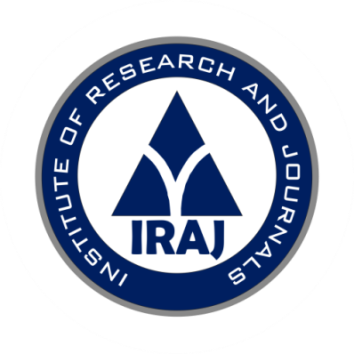 INSTITUTE OF RESEARCH AND JOURNALS
IRAJ